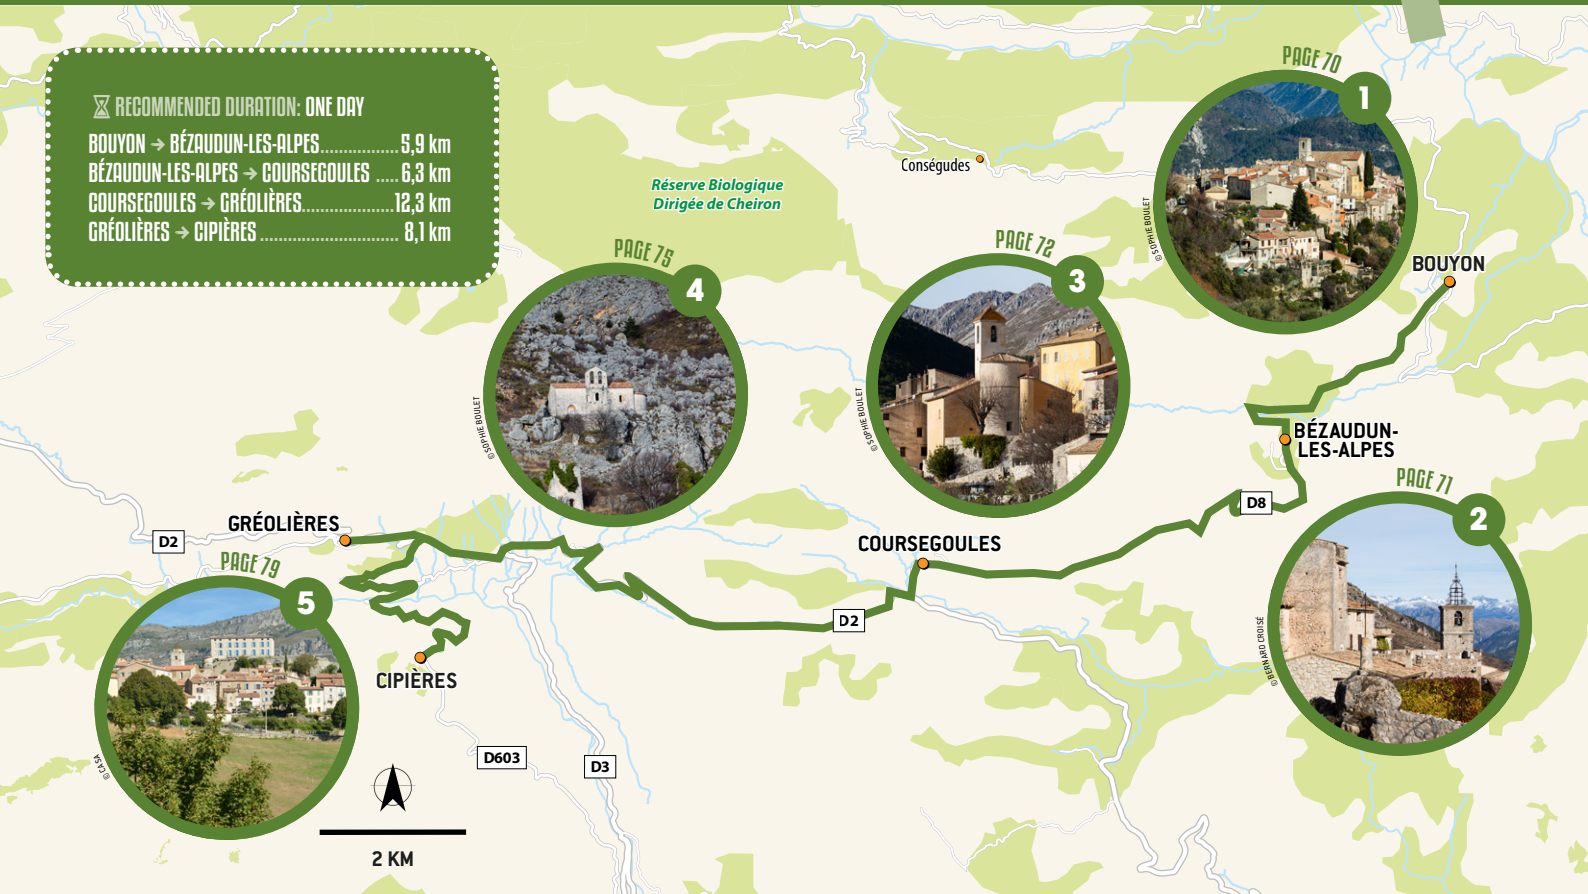 RECOMMENDED DURATION: ONE DAY
BOUYON → BÉZAUDUN-LES-ALPES.................5,9 km
BÉZAUDUN-LES-ALPES → COURSEGOULES .....6,3 km
COURSEGOULES → GRÉOLIÈRES....................12,3 km
GRÉOLIÈRES → CIPIÈRES .............................. 8,1 km
PAGE 70
1
© SOPHIE BOULET
Conségudes
Réserve Biologique
Dirigée de Cheiron
BOUYON
PAGE 75
4
© SOPHIE BOULET
PAGE 72
3
© SOPHIE BOULET
BÉZAUDUN-
LES-ALPES
PAGE 71
2
© BERNARD CROISÉ
D8
GRÉOLIÈRES
D2
COURSEGOULES
PAGE 79
5
© CASA
D2
CIPIÈRES
D603
D3
2 KM